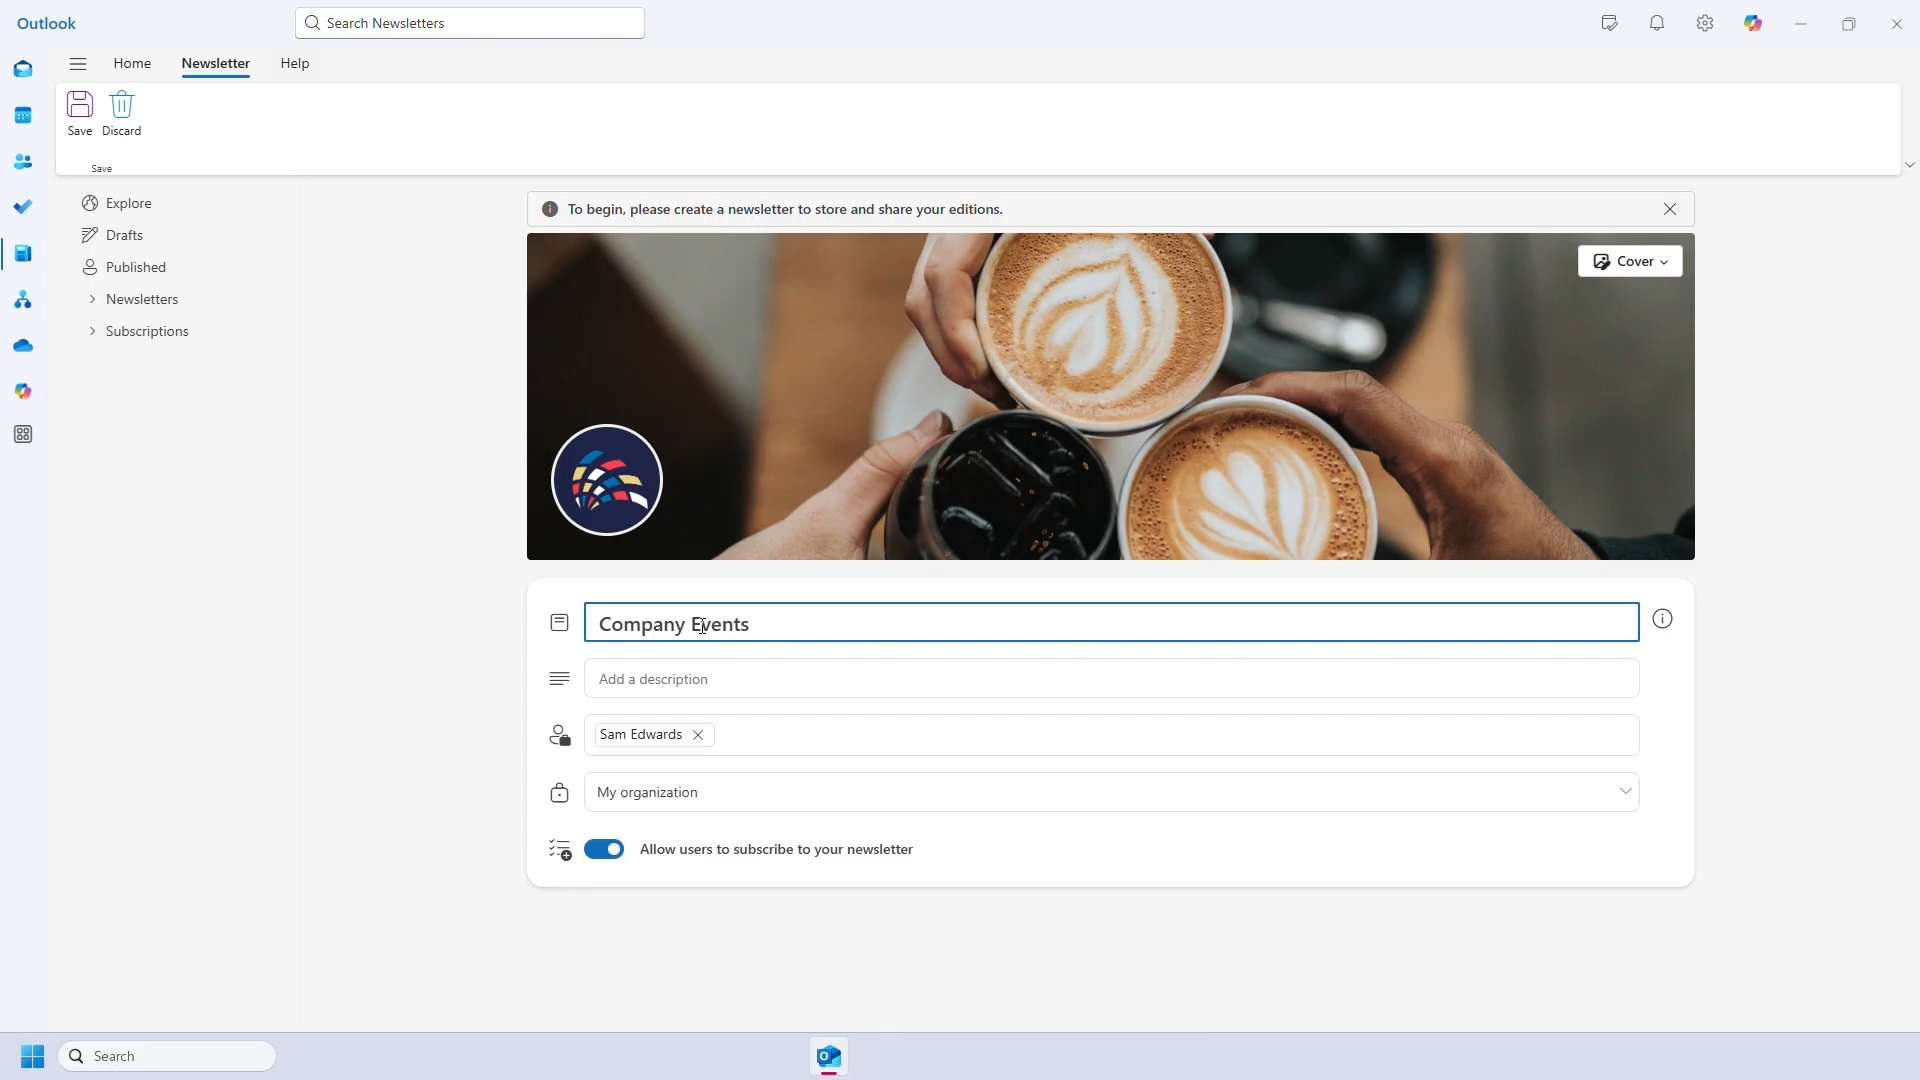 Outlook
Search Newsletters
Home Newsletter Help
Save Discard
Save
Explore
Drafts
Published
Newsletters
Subscriptions
To begin, please create a newsletter to store and share your editions.
Cover
Company Events
Add a description
Sam Edwards
My organization
Allow users to subscribe to your newsletter
Search